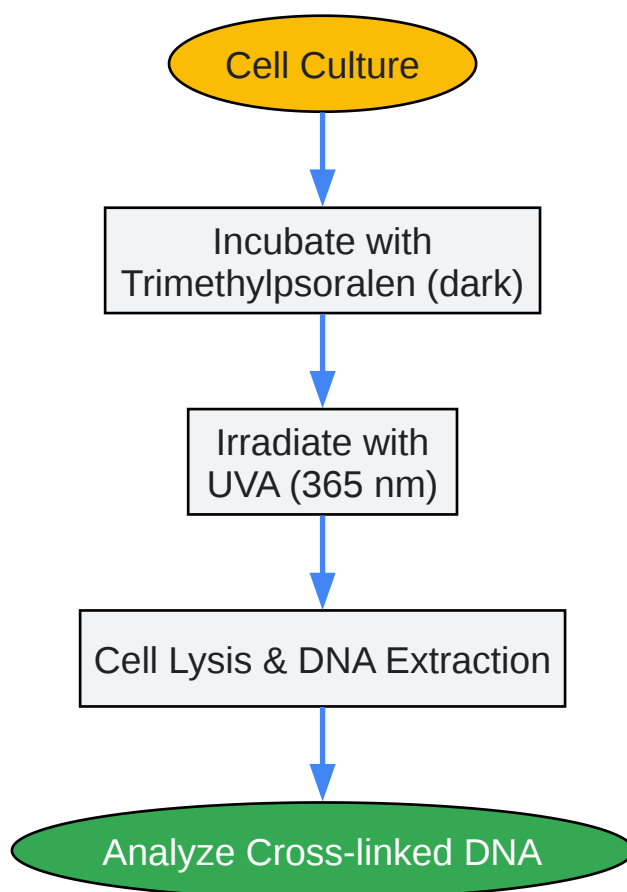 Cell Culture
Incubate with
Trimethylpsoralen (dark)
Irradiate with
UVA (365 nm)
Cell Lysis & DNA Extraction
Analyze Cross-linked DNA